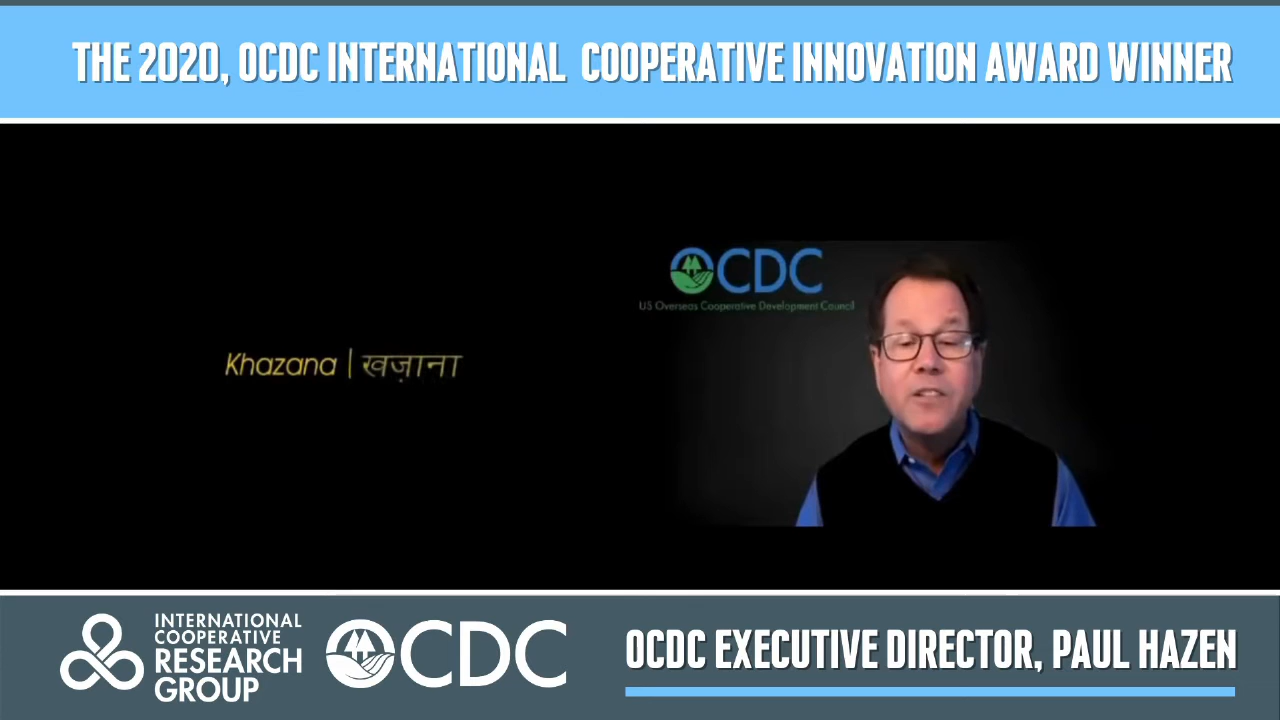 THE 2020, OCDC INTERNATIONAL COOPERATIVE INNOVATION AWARD WINNER
Khazana | खज़ाना
OCDC
US Overseas Cooperative Development Council
INTERNATIONAL
COOPERATIVE
RESEARCH
GROUP
OCDC
OCDC EXECUTIVE DIRECTOR, PAUL HAZEN